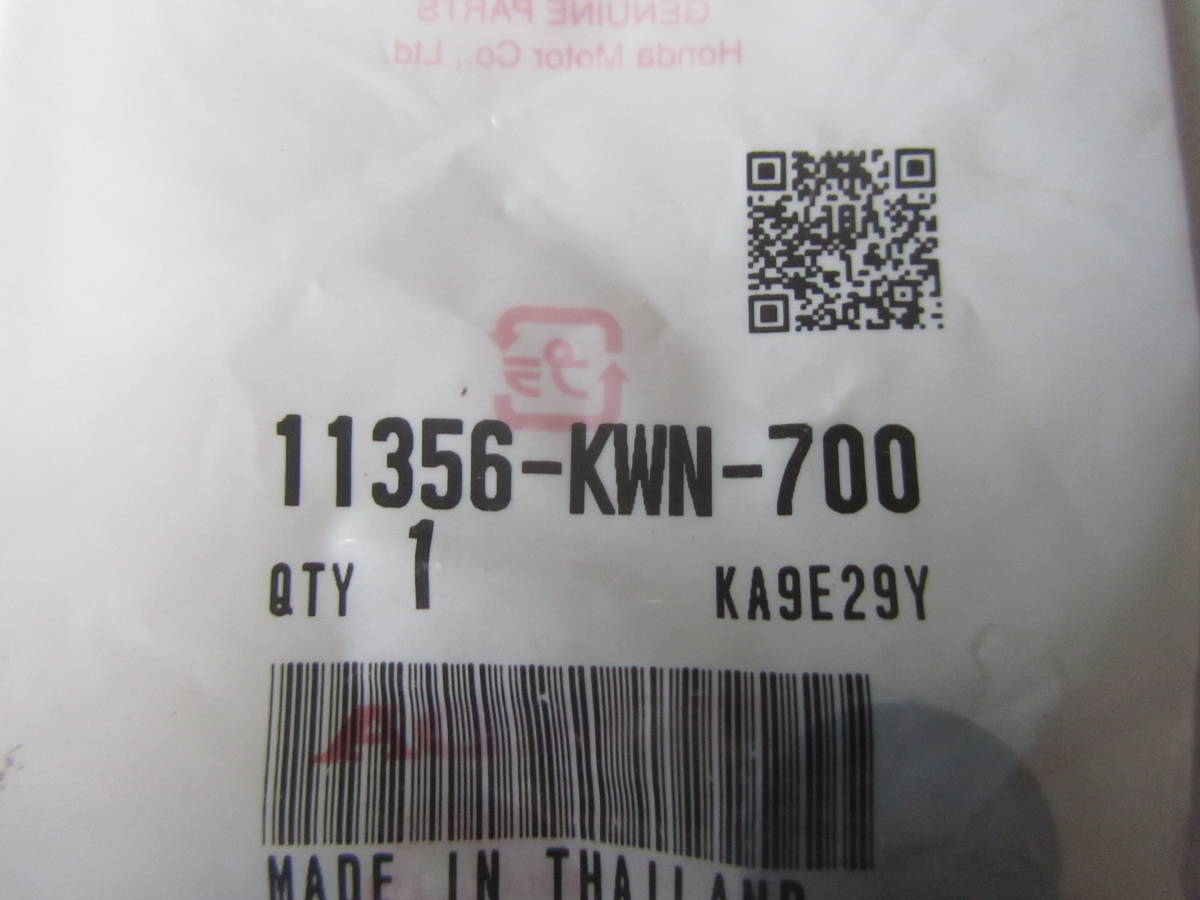 GENUINE PARTS
Honda Motor Co., Ltd.
プラ
11356-KWN-700
QTY 1 KA9E29Y
MADE IN THAILAND